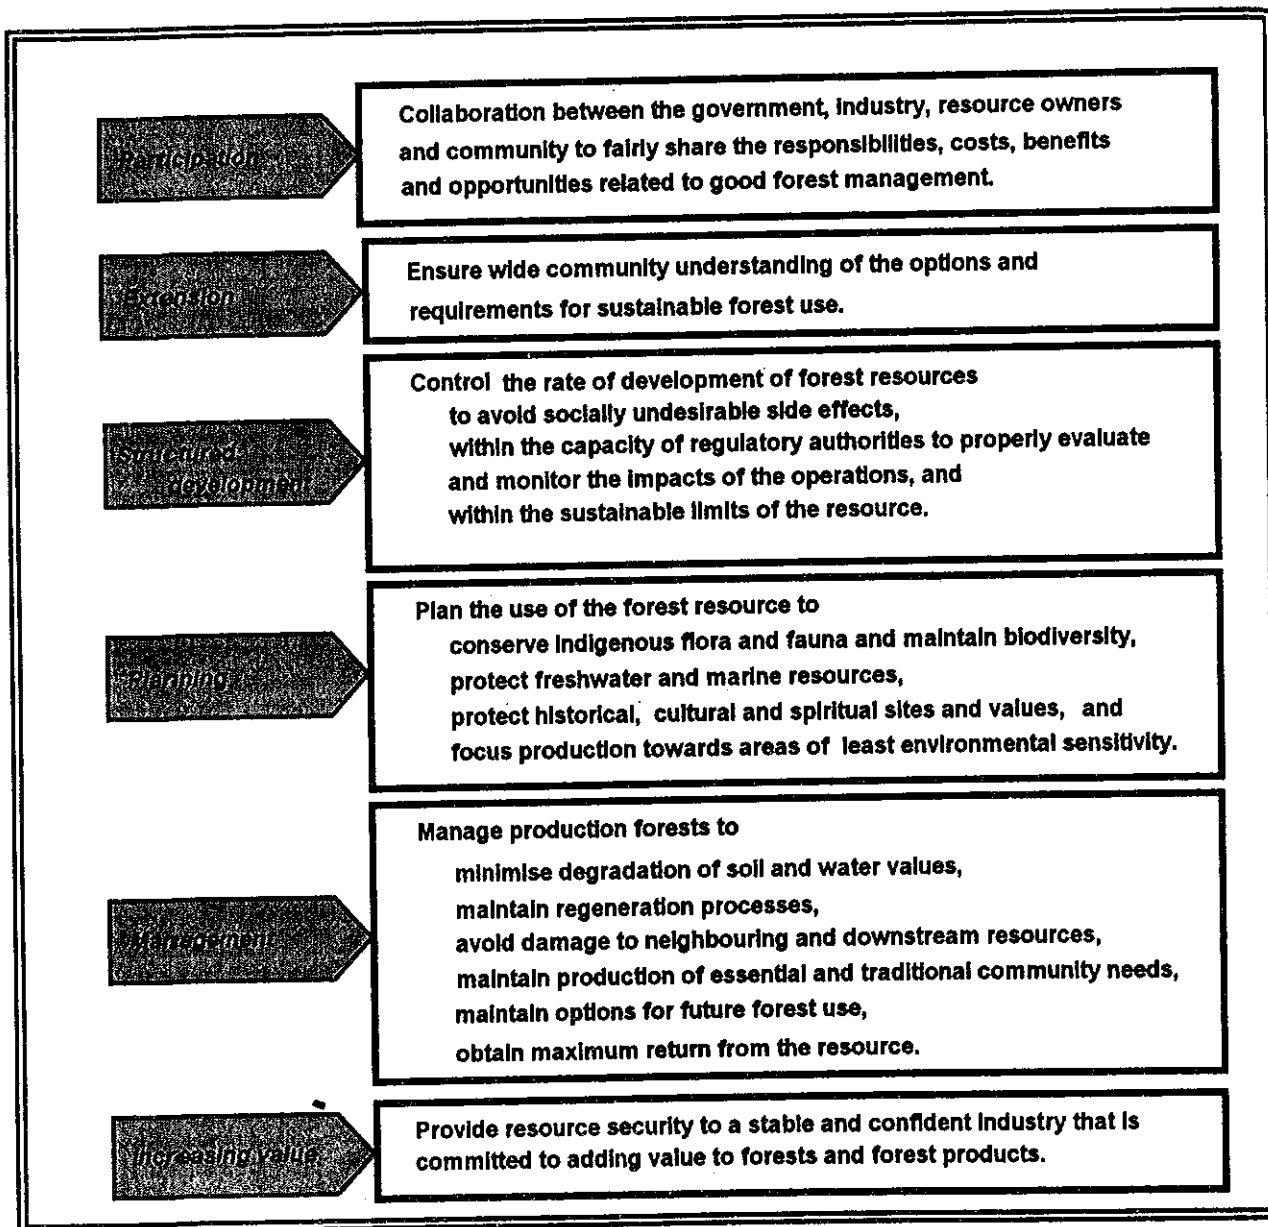 Participation
Collaboration between the government, industry, resource owners
and community to fairly share the responsibilities, costs, benefits
and opportunities related to good forest management.
Extension
Ensure wide community understanding of the options and
requirements for sustainable forest use.
Structured
development
Control the rate of development of forest resources
to avoid socially undesirable side effects,
within the capacity of regulatory authorities to properly evaluate
and monitor the impacts of the operations, and
within the sustainable limits of the resource.
Planning
Plan the use of the forest resource to
conserve indigenous flora and fauna and maintain biodiversity,
protect freshwater and marine resources,
protect historical, cultural and spiritual sites and values, and
focus production towards areas of least environmental sensitivity.
Management
Manage production forests to
minimise degradation of soil and water values,
maintain regeneration processes,
avoid damage to neighbouring and downstream resources,
maintain production of essential and traditional community needs,
maintain options for future forest use,
obtain maximum return from the resource.
Increasing value
Provide resource security to a stable and confident industry that is
committed to adding value to forests and forest products.